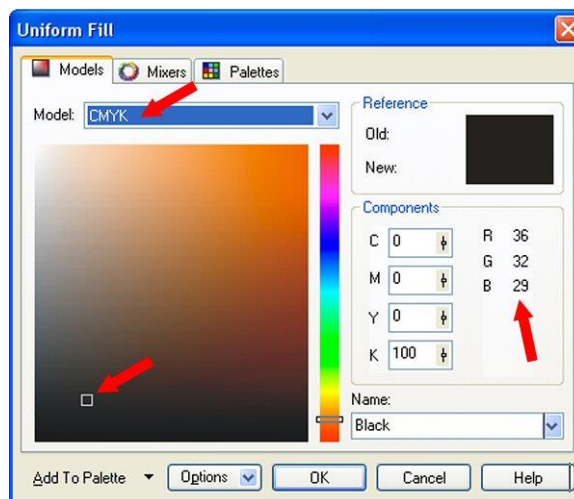 Uniform Fill
Models Mixers Palettes
Model: CMYK
Reference
Old:
New:
Components
C 0 R 36
G 32
M 0 B 29
Y 0
K 100
Name:
Black
Add To Palette Options OK Cancel Help